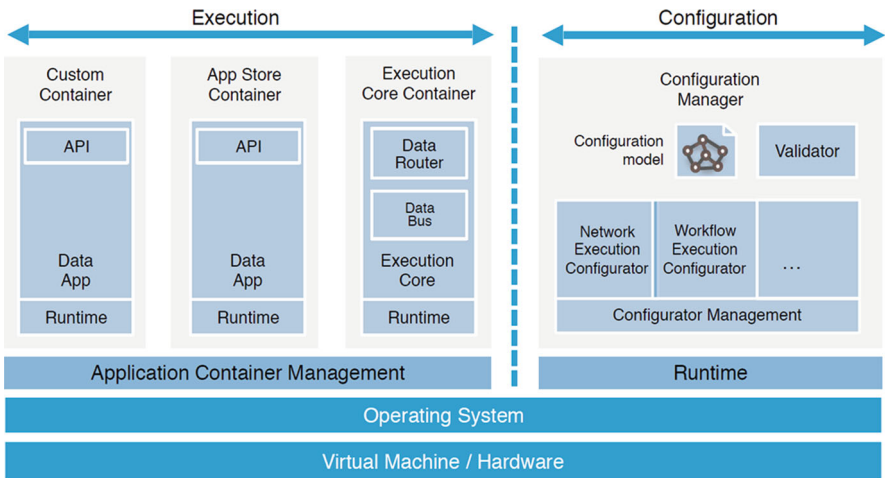 Execution
Configuration
Custom
Container
App Store
Container
Execution
Core Container
Configuration
Manager
API
API
Data
Router
Configuration
model
Validator
Data
Bus
Network
Execution
Configurator
Workflow
Execution
Configurator
...
Data
App
Data
App
Execution
Core
Runtime
Runtime
Runtime
Configurator Management
Application Container Management
Runtime
Operating System
Virtual Machine / Hardware